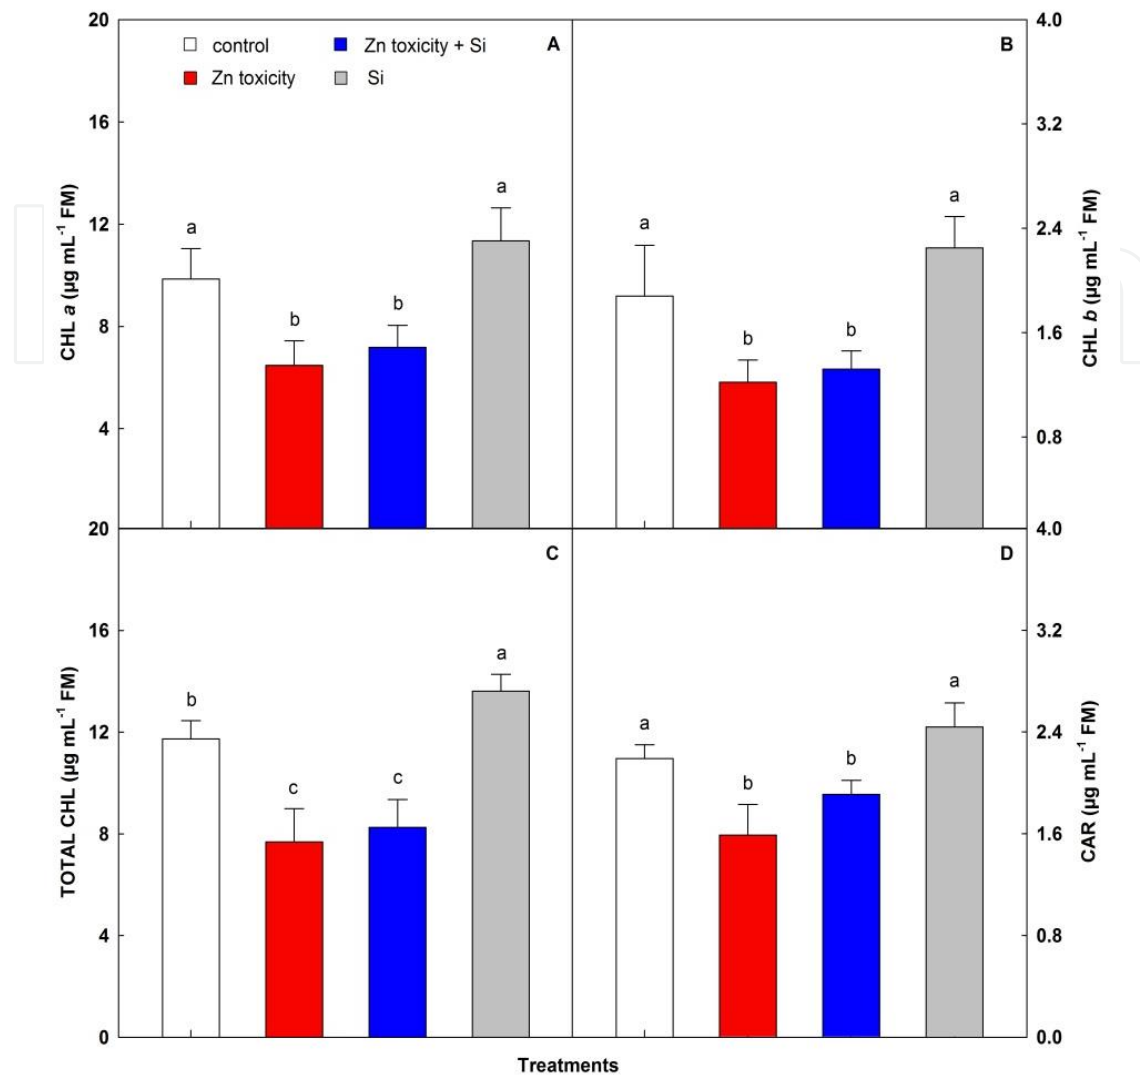 20
16
12
8
4
20
CHL a (µg mL⁻¹ FM)
control
Zn toxicity
Zn toxicity + Si
Si
A
a
b
b
a
B
a
b
b
a
4.0
3.2
2.4
1.6
0.8
4.0
CHL b (µg mL⁻¹ FM)
16
12
8
4
0
TOTAL CHL (µg mL⁻¹ FM)
C
b
c
c
a
D
a
b
b
a
3.2
2.4
1.6
0.8
0.0
CAR (µg mL⁻¹ FM)
Treatments